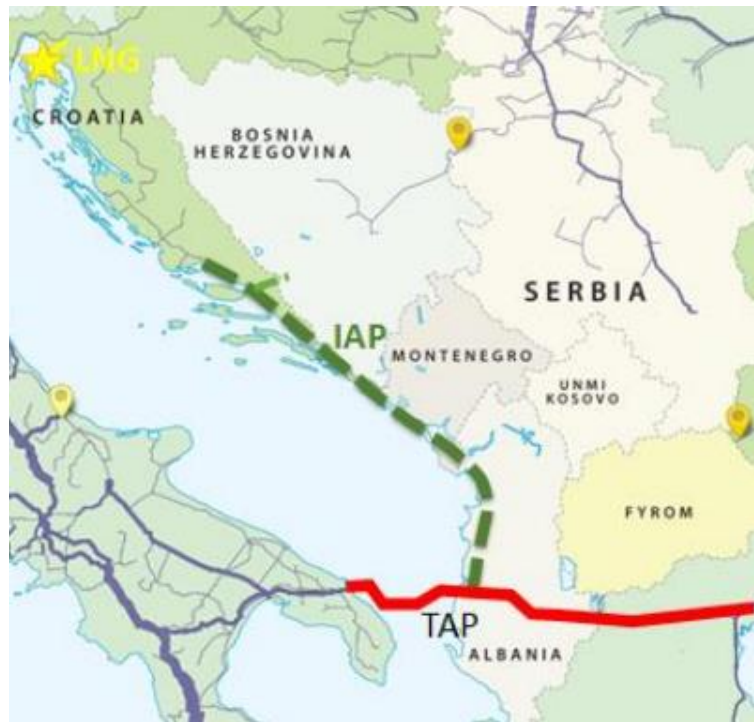 LNG
CROATIA
BOSNIA
HERZEGOVINA
SERBIA
IAP
MONTENEGRO
UNMI
KOSOVO
FYROM
TAP
ALBANIA